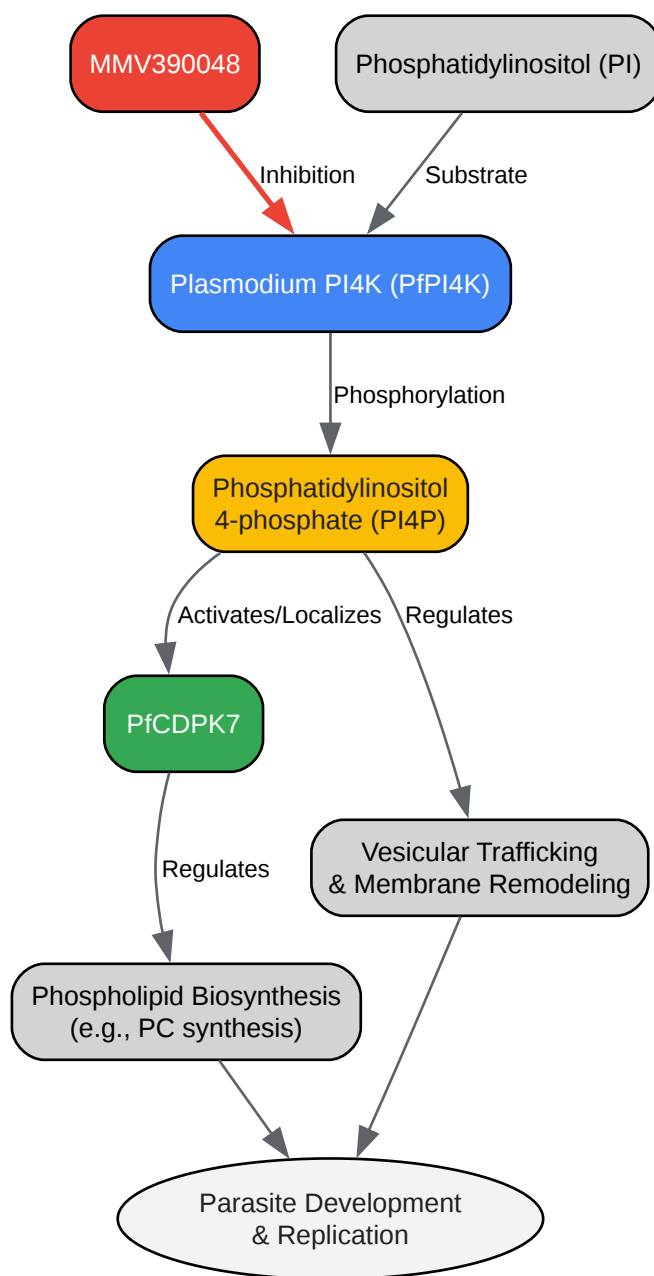 MMV390048
Phosphatidylinositol (PI)
Inhibition
Substrate
Plasmodium PI4K (PfPI4K)
Phosphorylation
Phosphatidylinositol
4-phosphate (PI4P)
Activates/Localizes
Regulates
PfCDPK7
Vesicular Trafficking
& Membrane Remodeling
Regulates
Phospholipid Biosynthesis
(e.g., PC synthesis)
Parasite Development
& Replication